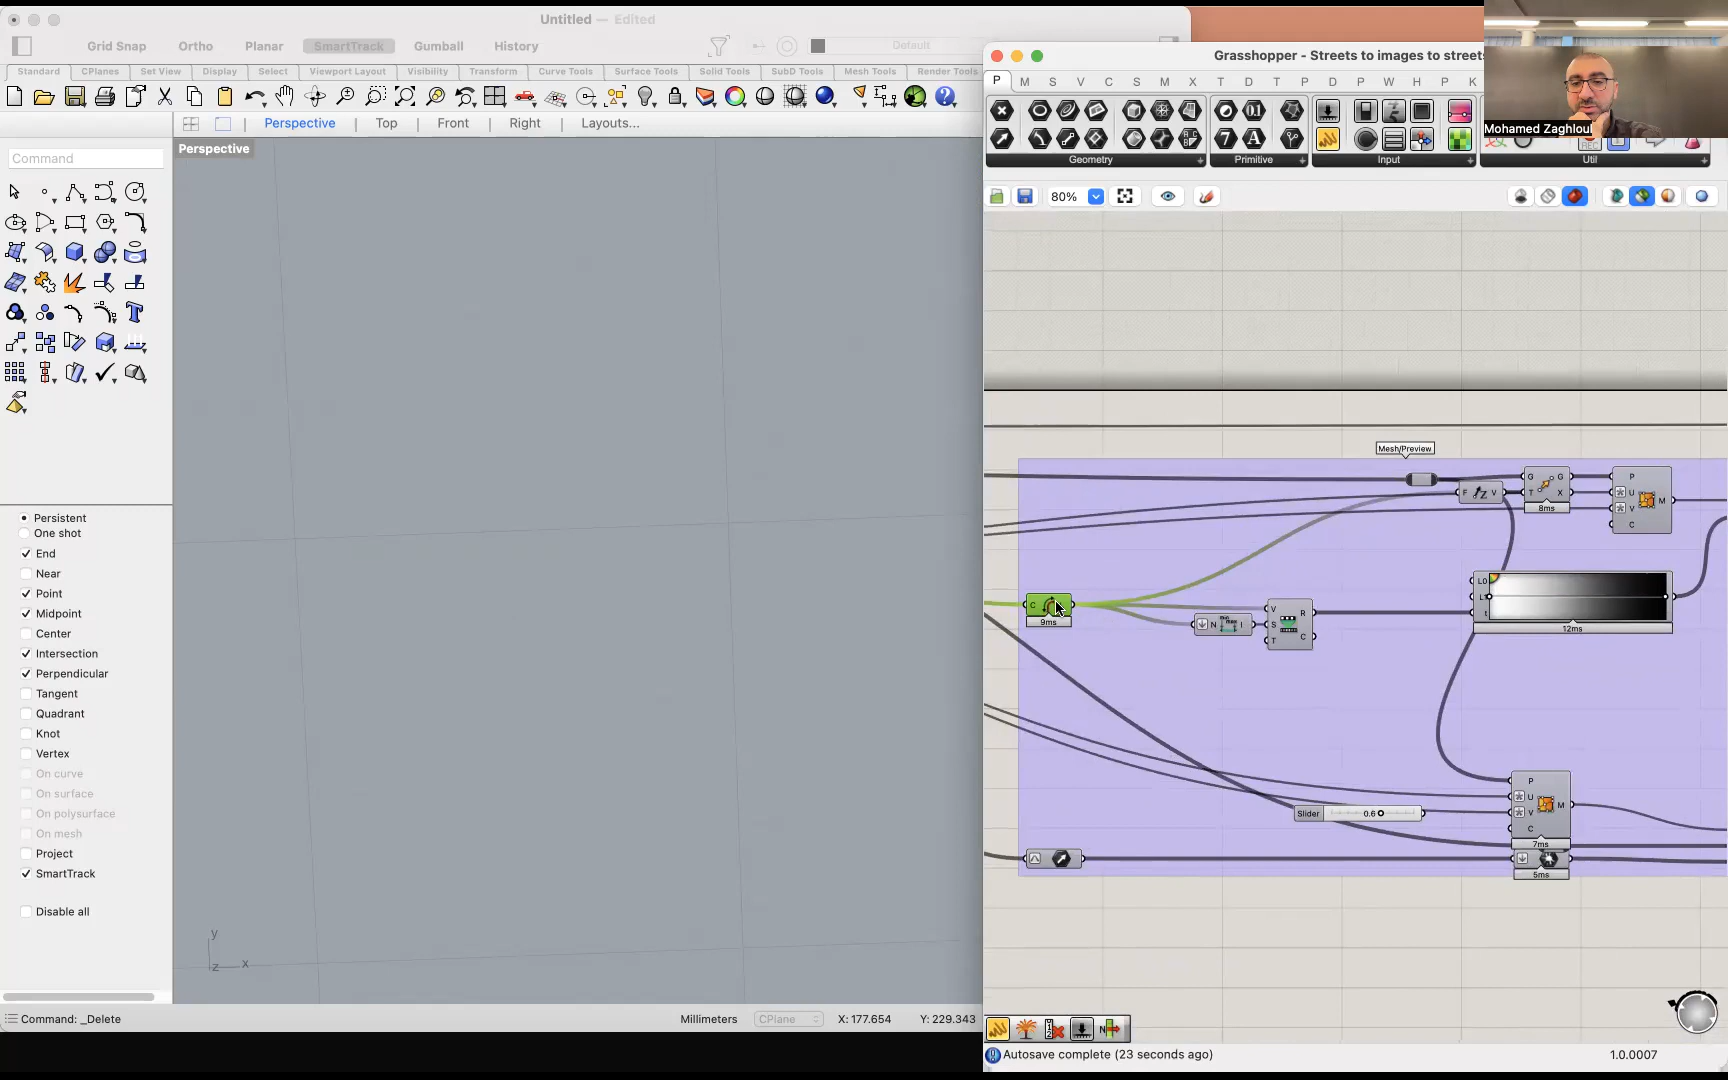 Untitled — Edited
Grid Snap
Ortho
Planar
SmartTrack
Gumball
History
Default
Standard
CPlanes
Set View
Display
Select
Viewport Layout
Visibility
Transform
Curve Tools
Surface Tools
Solid Tools
SubD Tools
Mesh Tools
Render Tools
Perspective
Top
Front
Right
Layouts...
Perspective
Command
Persistent
One shot
End
Near
Point
Midpoint
Center
Intersection
Perpendicular
Tangent
Quadrant
Knot
Vertex
On curve
On surface
On polysurface
On mesh
Project
SmartTrack
Disable all
y
z
x
Command: _Delete
Millimeters
CPlane
X: 177.654
Y: 229.343
Grasshopper - Streets to images to street
Mohamed Zaghloul
P M S V C S M X T D T P D P W M P K
Geometry
Primitive
Input
Util
80%
Mesh/Preview
F V
G G
T X
8ms
P
U
V
C
M
C
9ms
N I
V
S
T
R
C
L0
L1
t
12ms
Slider
0.6
P
U
V
C
M
7ms
5ms
Autosave complete (23 seconds ago)
1.0.0007